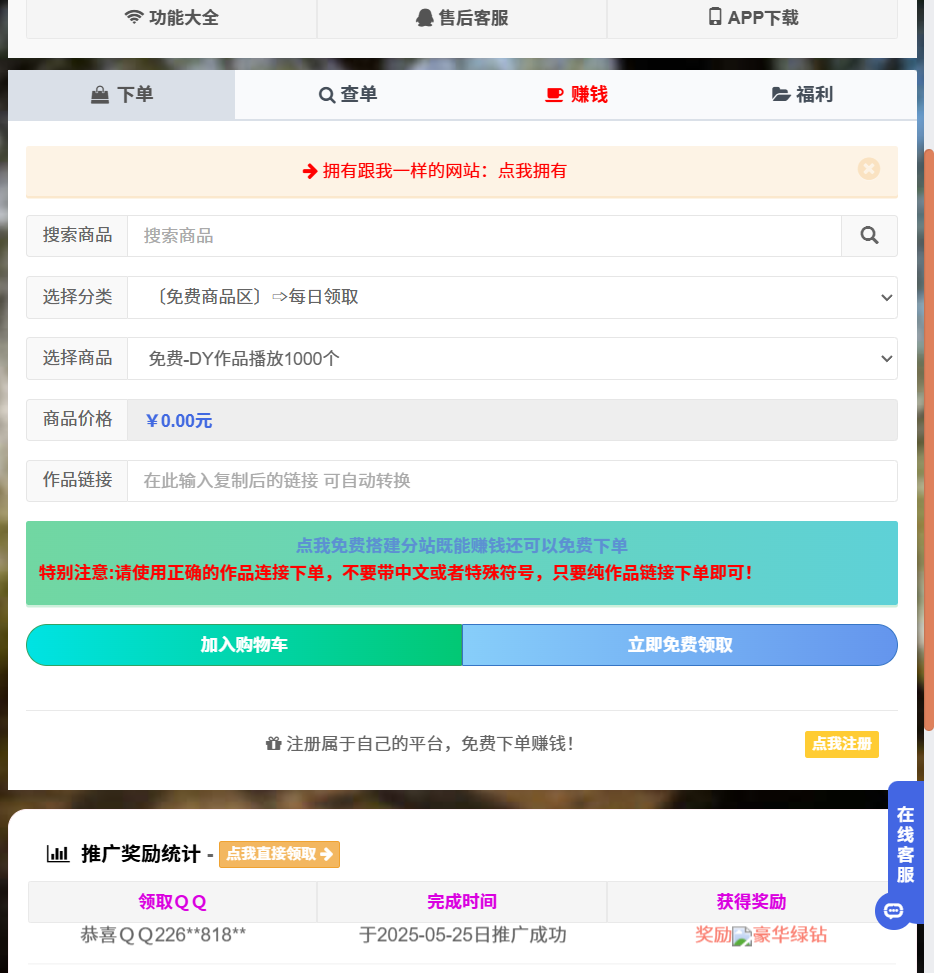 功能大全 售后客服 APP下载
下单 查单 赚钱 福利
拥有跟我一样的网站：点我拥有
搜索商品 搜索商品
选择分类 〔免费商品区〕⇨每日领取
选择商品 免费-DY作品播放1000个
商品价格 ￥0.00元
作品链接 在此输入复制后的链接 可自动转换
点我免费搭建分站既能赚钱还可以免费下单
特别注意:请使用正确的作品连接下单，不要带中文或者特殊符号，只要纯作品链接下单即可！
加入购物车 立即免费领取
注册属于自己的平台，免费下单赚钱！ 点我注册
在线客服
推广奖励统计 - 点我直接领取
领取ＱＱ 完成时间 获得奖励
恭喜ＱＱ226**818** 于2025-05-25日推广成功 奖励豪华绿钻